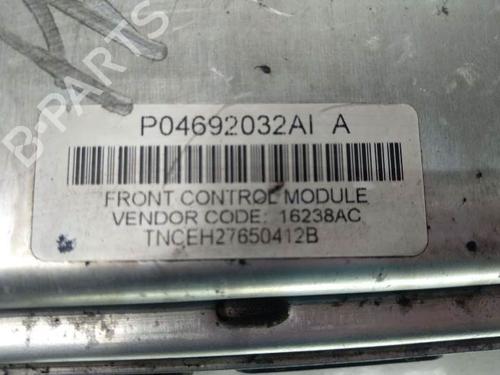 P04692032AI A
FRONT CONTROL MODULE
VENDOR CODE: 16238AC
TNCEH27650412B
B-PARTS